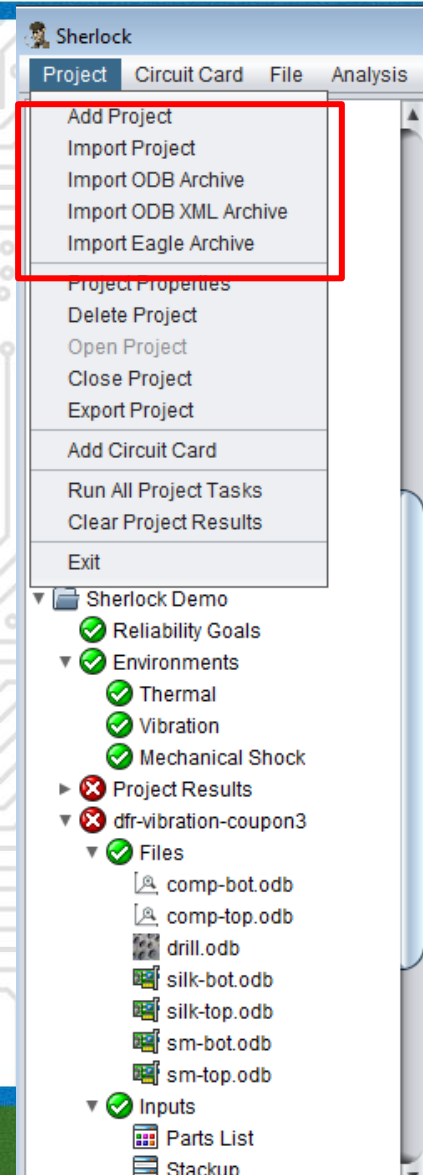 Sherlock
Project Circuit Card File Analysis
Add Project
Import Project
Import ODB Archive
Import ODB XML Archive
Import Eagle Archive
Project Properties
Delete Project
Open Project
Close Project
Export Project
Add Circuit Card
Run All Project Tasks
Clear Project Results
Exit
Sherlock Demo
Reliability Goals
Environments
Thermal
Vibration
Mechanical Shock
Project Results
dfr-vibration-coupon3
Files
comp-bot.odb
comp-top.odb
drill.odb
silk-bot.odb
silk-top.odb
sm-bot.odb
sm-top.odb
Inputs
Parts List
Stackup